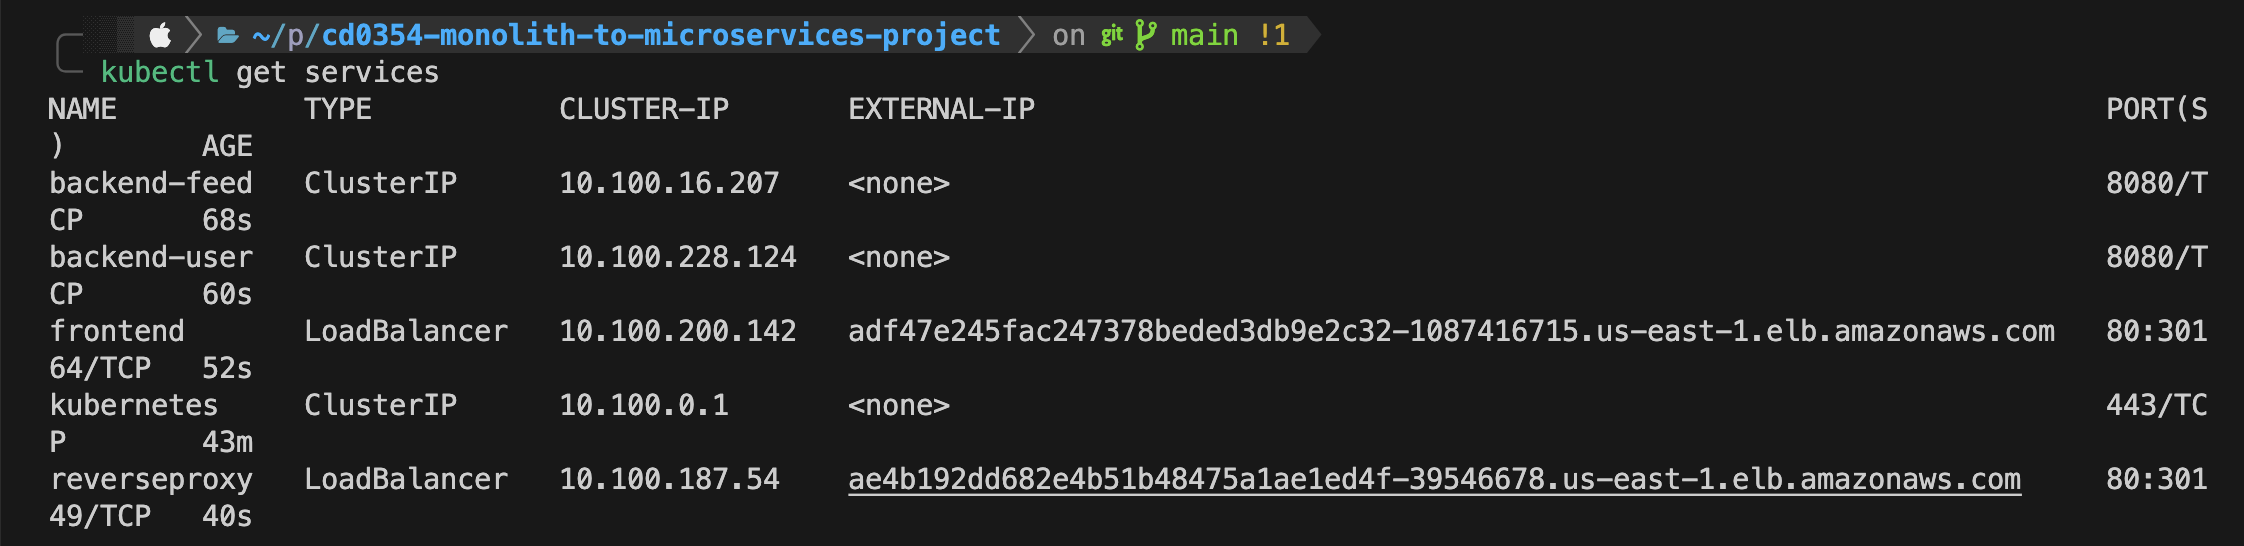 ~/p/cd0354-monolith-to-microservices-project on git main !1
kubectl get services
NAME TYPE CLUSTER-IP EXTERNAL-IP PORT(S
) AGE
backend-feed ClusterIP 10.100.16.207 <none> 8080/T
CP 68s
backend-user ClusterIP 10.100.228.124 <none> 8080/T
CP 60s
frontend LoadBalancer 10.100.200.142 adf47e245fac247378beded3db9e2c32-1087416715.us-east-1.elb.amazonaws.com 80:301
64/TCP 52s
kubernetes ClusterIP 10.100.0.1 <none> 443/TC
P 43m
reverseproxy LoadBalancer 10.100.187.54 ae4b192dd682e4b51b48475a1ae1ed4f-39546678.us-east-1.elb.amazonaws.com 80:301
49/TCP 40s